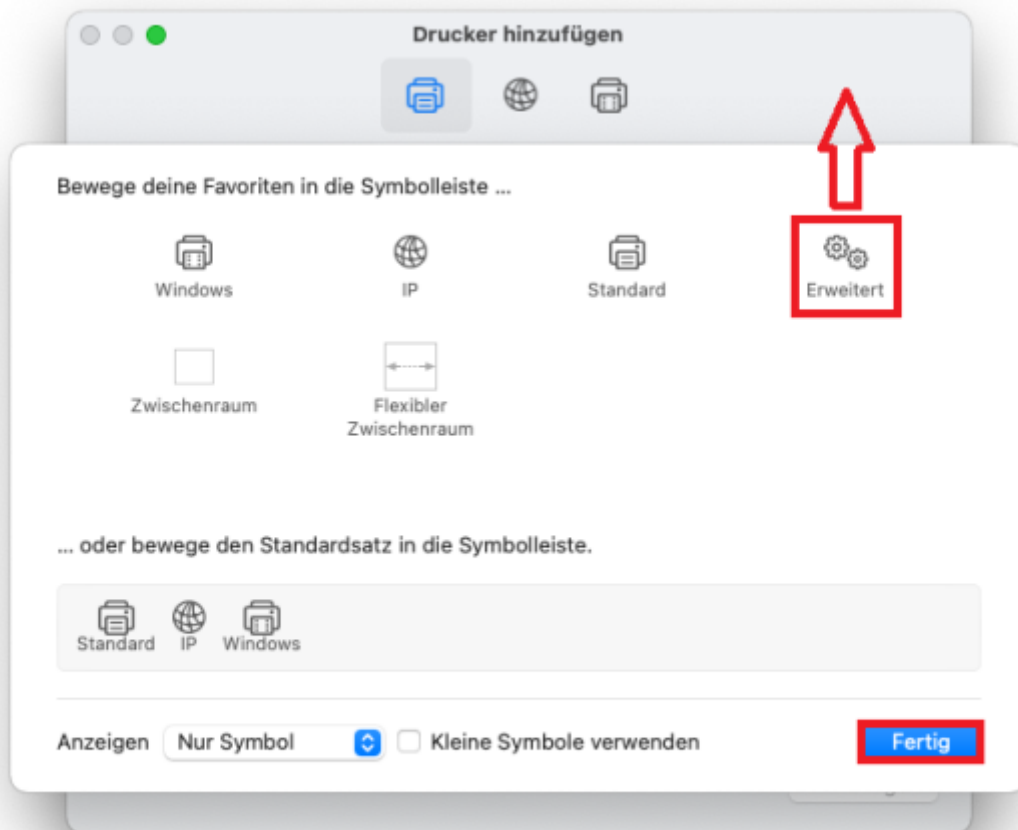 Drucker hinzufügen
Bewege deine Favoriten in die Symbolleiste ...
Windows
IP
Standard
Erweitert
Zwischenraum
Flexibler
Zwischenraum
... oder bewege den Standardsatz in die Symbolleiste.
Standard IP Windows
Anzeigen Nur Symbol Kleine Symbole verwenden Fertig